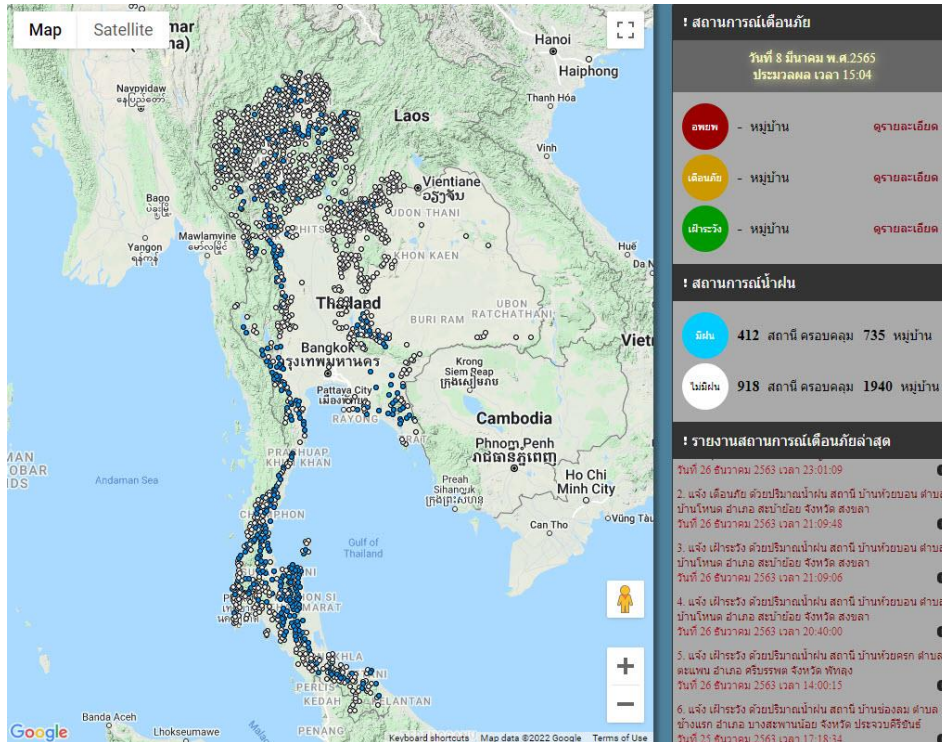 Map
Satellite
Hanoi
Haiphong
Naypyidaw
နေပြည်တော်
Laos
Thanh Hóa
Vinh
Vientiane
ວຽງຈັນ
UDON THANI
Bago
Yangon
ရန်ကုန်
Mawlamyine
KHON KAEN
Huế
Thailand
UBON
RATCHATHANI
BURI RAM
Bangkok
กรุงเทพมหานคร
Krong
Siem Reap
Pattaya City
RAYONG
Cambodia
Phnom Penh
រាជធានីភ្នំពេញ
Andaman Sea
Preah
Sihanouk
Ho Chi
Minh City
Can Tho
Vũng Tàu
Gulf of
Thailand
PERLIS
KEDAH
PENANG
Banda Aceh
Lhokseumawe
Google
Keyboard shortcuts
Map data ©2022 Google
Terms of Use
! สถานการณ์เตือนภัย
วันที่ 8 มีนาคม พ.ศ.2565
ประมวลผล เวลา 15:04
อพยพ - หมู่บ้าน ดูรายละเอียด
เตือนภัย - หมู่บ้าน ดูรายละเอียด
เฝ้าระวัง - หมู่บ้าน ดูรายละเอียด
! สถานการณ์น้ำฝน
มีฝน 412 สถานี ครอบคลุม 735 หมู่บ้าน
ไม่มีฝน 918 สถานี ครอบคลุม 1940 หมู่บ้าน
! รายงานสถานการณ์เตือนภัยล่าสุด
วันที่ 26 ธันวาคม 2563 เวลา 23:01:09
2. แจ้ง เตือนภัย ด้วยปริมาณน้ำฝน สถานี บ้านห้วยบอน ตำบล
บ้านโหนด อำเภอ สะบ้าย้อย จังหวัด สงขลา
วันที่ 26 ธันวาคม 2563 เวลา 21:09:48
3. แจ้ง เฝ้าระวัง ด้วยปริมาณน้ำฝน สถานี บ้านห้วยบอน ตำบล
บ้านโหนด อำเภอ สะบ้าย้อย จังหวัด สงขลา
วันที่ 26 ธันวาคม 2563 เวลา 21:09:06
4. แจ้ง เฝ้าระวัง ด้วยปริมาณน้ำฝน สถานี บ้านห้วยบอน ตำบล
บ้านโหนด อำเภอ สะบ้าย้อย จังหวัด สงขลา
วันที่ 26 ธันวาคม 2563 เวลา 20:40:00
5. แจ้ง เฝ้าระวัง ด้วยปริมาณน้ำฝน สถานี บ้านห้วยครก ตำบล
ตะแพน อำเภอ ศรีบรรพต จังหวัด พัทลุง
วันที่ 26 ธันวาคม 2563 เวลา 14:00:15
6. แจ้ง เฝ้าระวัง ด้วยปริมาณน้ำฝน สถานี บ้านช่องลม ตำบล
ช้างแรก อำเภอ บางสะพานน้อย จังหวัด ประจวบคีรีขันธ์
วันที่ 25 ธันวาคม 2563 เวลา 17:18:34